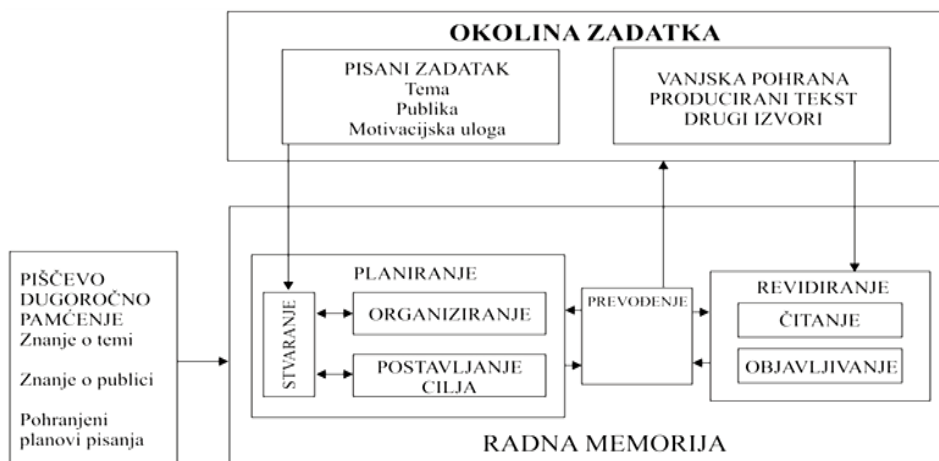 OKOLINA ZADATKA
PISANI ZADATAK
Tema
Publika
Motivacijska uloga
VANJSKA POHRANA
PRODUCIRANI TEKST
DRUGI IZVORI
PIŠČEVO
DUGOROČNO
PAMĆENJE
Znanje o temi
Znanje o publici
Pohranjeni
planovi pisanja
PLANIRANJE
STVARANJE
ORGANIZIRANJE
POSTAVLJANJE
CILJA
PREVOĐENJE
REVIDIRANJE
ČITANJE
OBJAVLJIVANJE
RADNA MEMORIJA